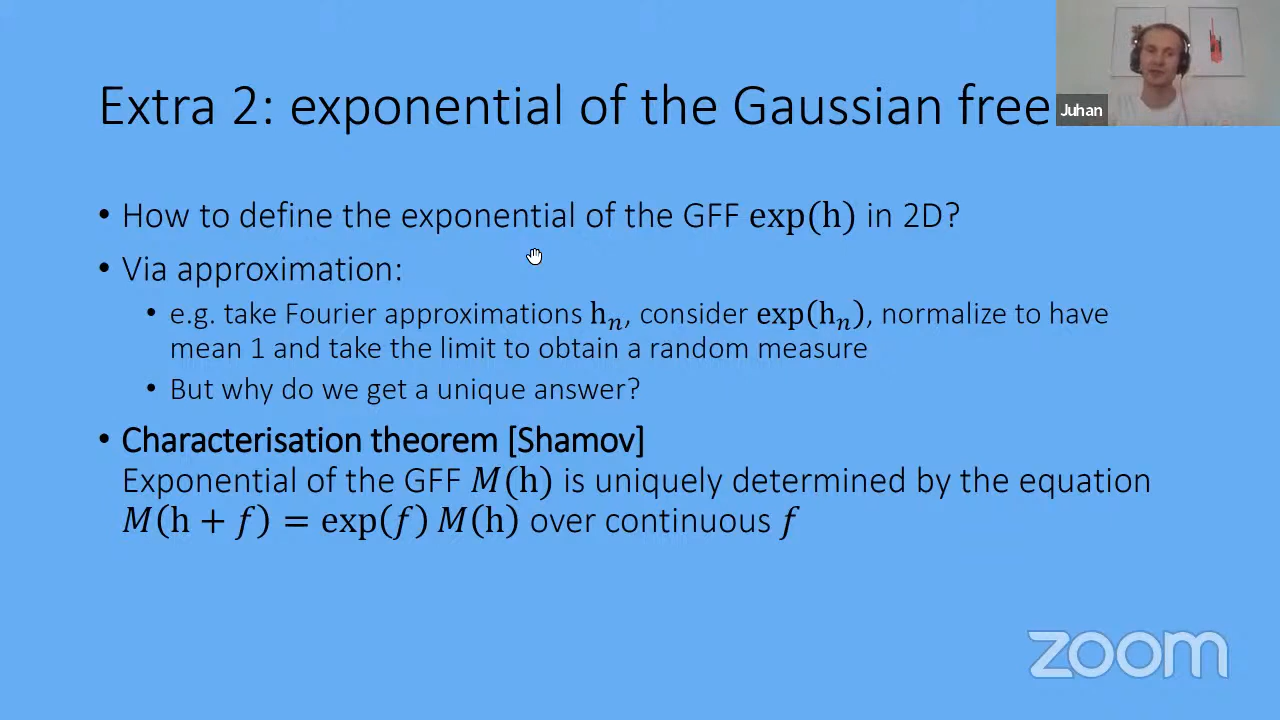 Extra 2: exponential of the Gaussian free
Juhan
• How to define the exponential of the GFF exp(h) in 2D?
• Via approximation:
• e.g. take Fourier approximations hₙ, consider exp(hₙ), normalize to have
mean 1 and take the limit to obtain a random measure
• But why do we get a unique answer?
• Characterisation theorem [Shamov]
Exponential of the GFF M(h) is uniquely determined by the equation
M(h + f) = exp(f) M(h) over continuous f
zoom